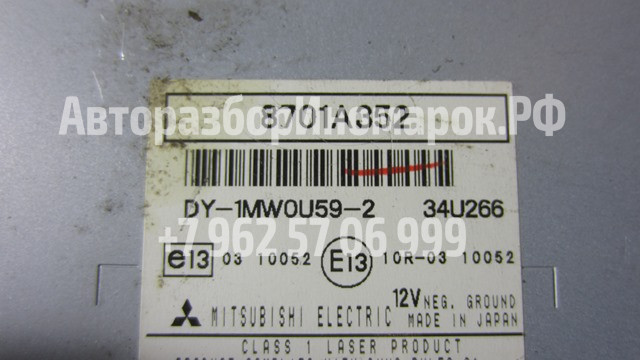 8701A352
АвторазборИномарок.РФ
DY-1MW0U59-2 34U266
+7 962 57 06 999
e13 03 10052 E13 10R-03 10052
MITSUBISHI ELECTRIC 12V NEG. GROUND
MADE IN JAPAN
CLASS 1 LASER PRODUCT